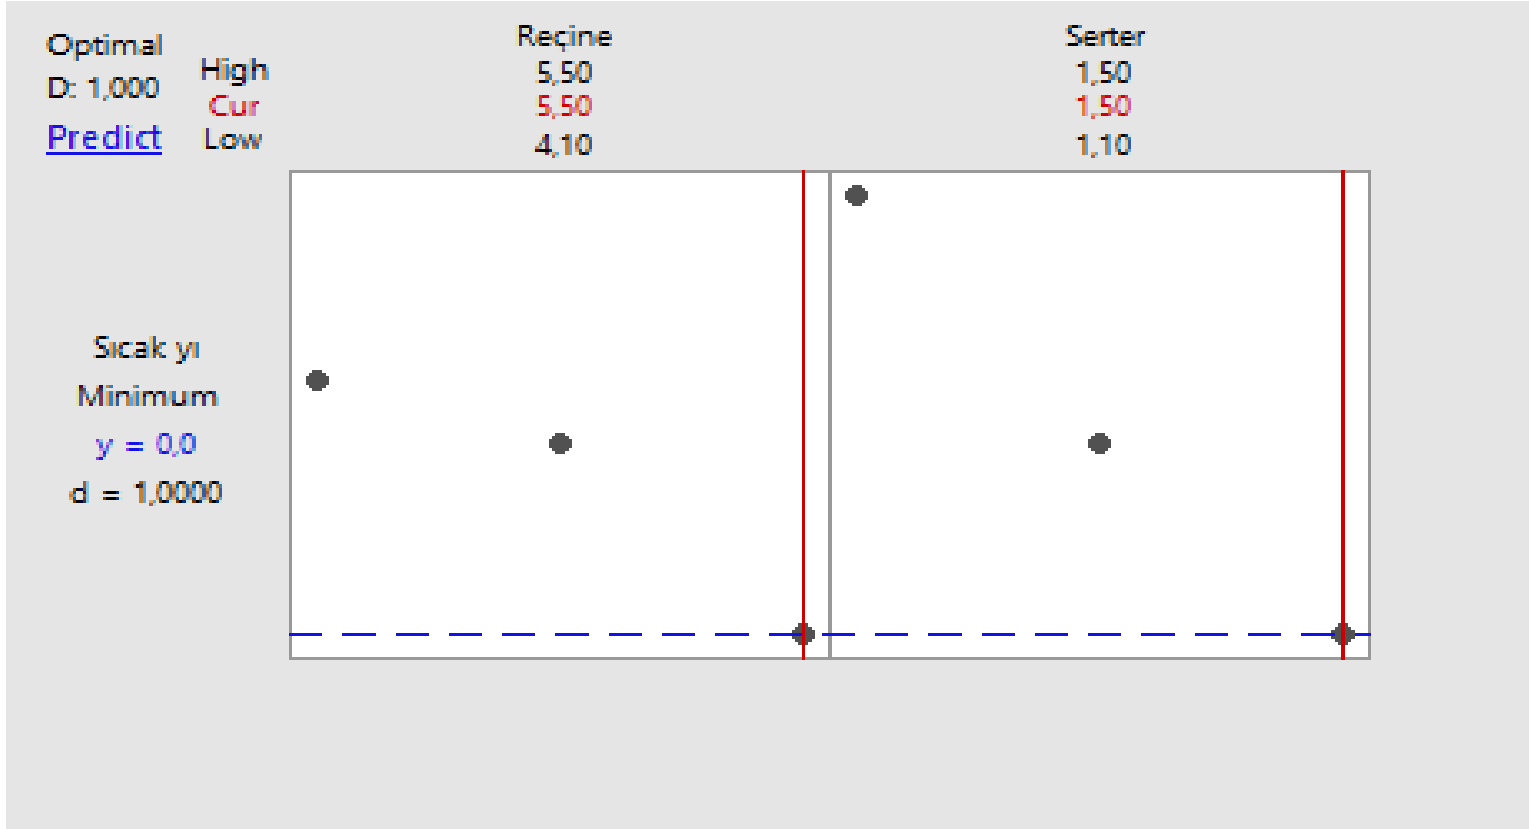 Optimal
D: 1,000
Predict
High
Cur
Low
Reçine
5,50
5,50
4,10
Serter
1,50
1,50
1,10
Sıcak yı
Minimum
y = 0,0
d = 1,0000